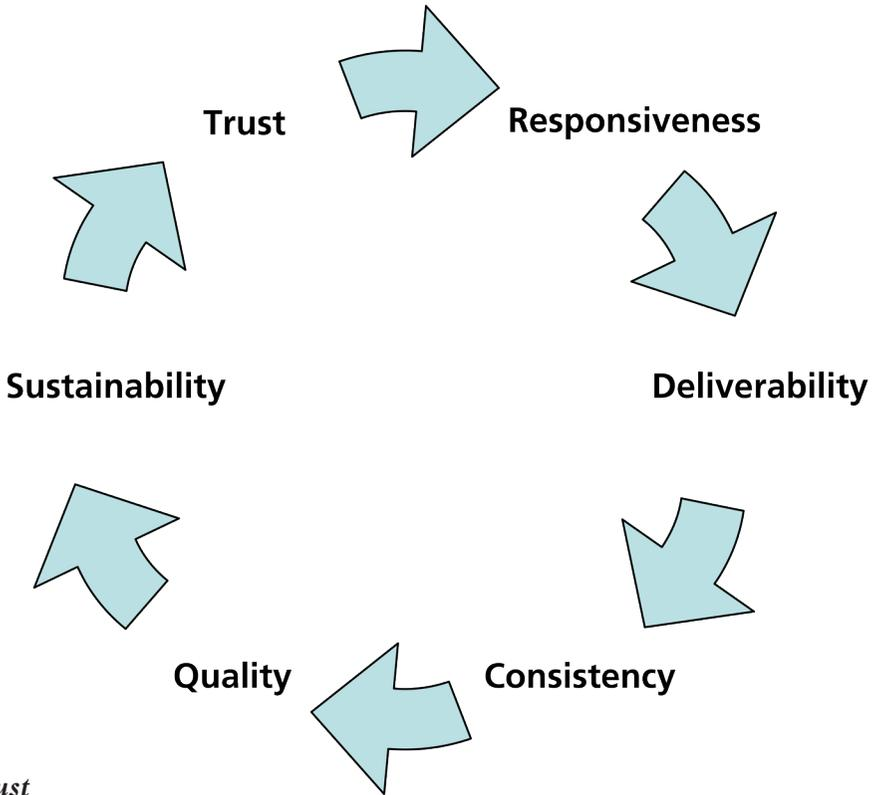 Trust
Responsiveness
Sustainability
Deliverability
Quality
Consistency